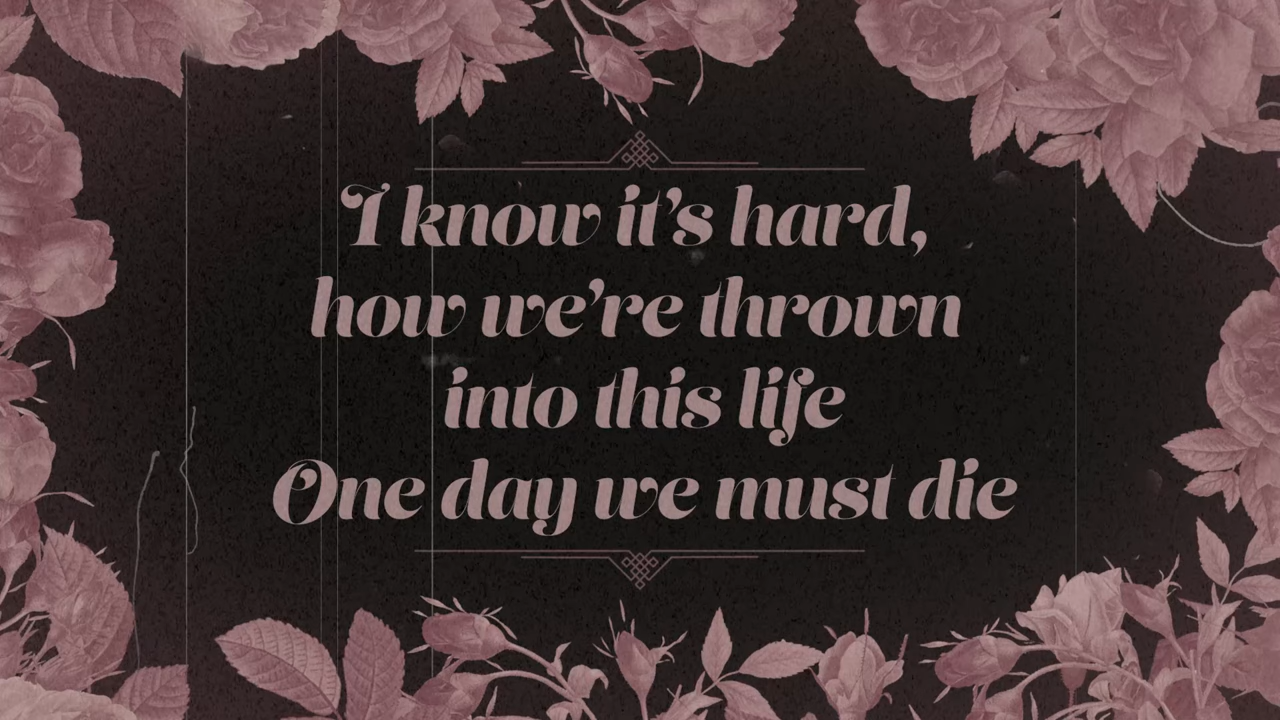 I know it’s hard,
how we’re thrown
into this life
One day we must die